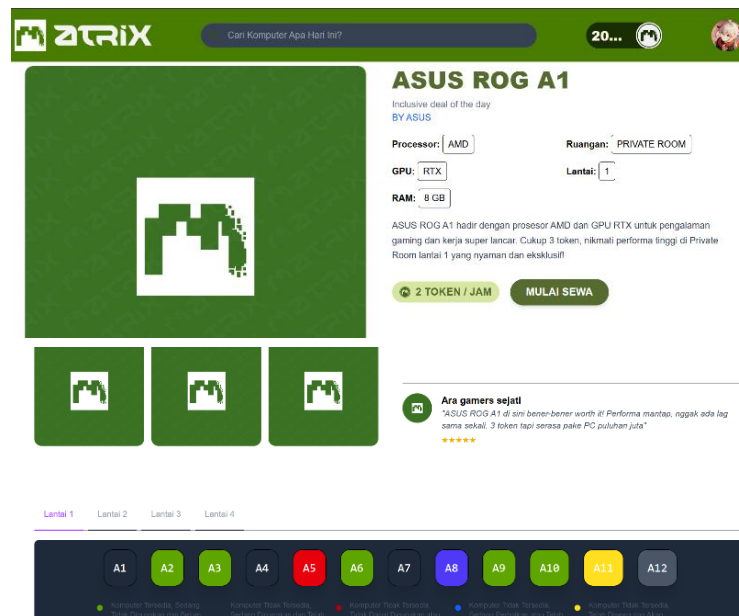 ATRIX
Cari Komputer Apa Hari Ini?
20...
ASUS ROG A1
Inclusive deal of the day
BY ASUS
Processor: AMD
Ruangan: PRIVATE ROOM
GPU: RTX
Lantai: 1
RAM: 8 GB
ASUS ROG A1 hadir dengan prosesor AMD dan GPU RTX untuk pengalaman
gaming dan kerja super lancar. Cukup 3 token, nikmati performa tinggi di Private
Room lantai 1 yang nyaman dan eksklusif!
2 TOKEN / JAM
MULAI SEWA
Ara gamers sejati
"ASUS ROG A1 di sini bener-bener worth it! Performa mantap, nggak ada lag
sama sekali. 3 token tapi serasa pake PC puluhan juta"
Lantai 1 Lantai 2 Lantai 3 Lantai 4
A1 A2 A3 A4 A5 A6 A7 A8 A9 A10 A11 A12
Komputer Tersedia, Sedang
Komputer Tidak Tersedia,
Komputer Tidak Tersedia,
Komputer Tidak Tersedia,
Komputer Tidak Tersedia,